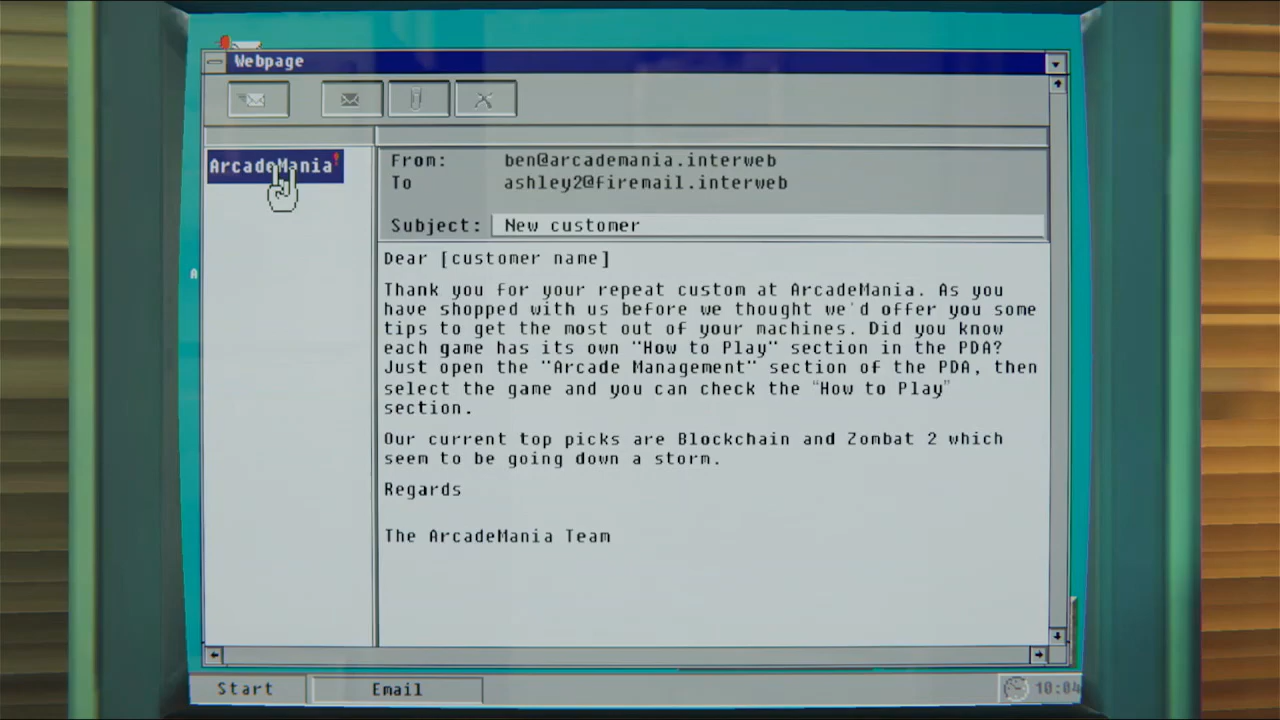 Webpage
ArcadeMania!
From: ben@arcademania.interweb
To ashley2@firemail.interweb
Subject: New customer
Dear [customer name]
Thank you for your repeat custom at ArcadeMania. As you
have shopped with us before we thought we'd offer you some
tips to get the most out of your machines. Did you know
each game has its own "How to Play" section in the PDA?
Just open the "Arcade Management" section of the PDA, then
select the game and you can check the “How to Play”
section.
Our current top picks are Blockchain and Zombat 2 which
seem to be going down a storm.
Regards
The ArcadeMania Team
A
Start
Email
10:04